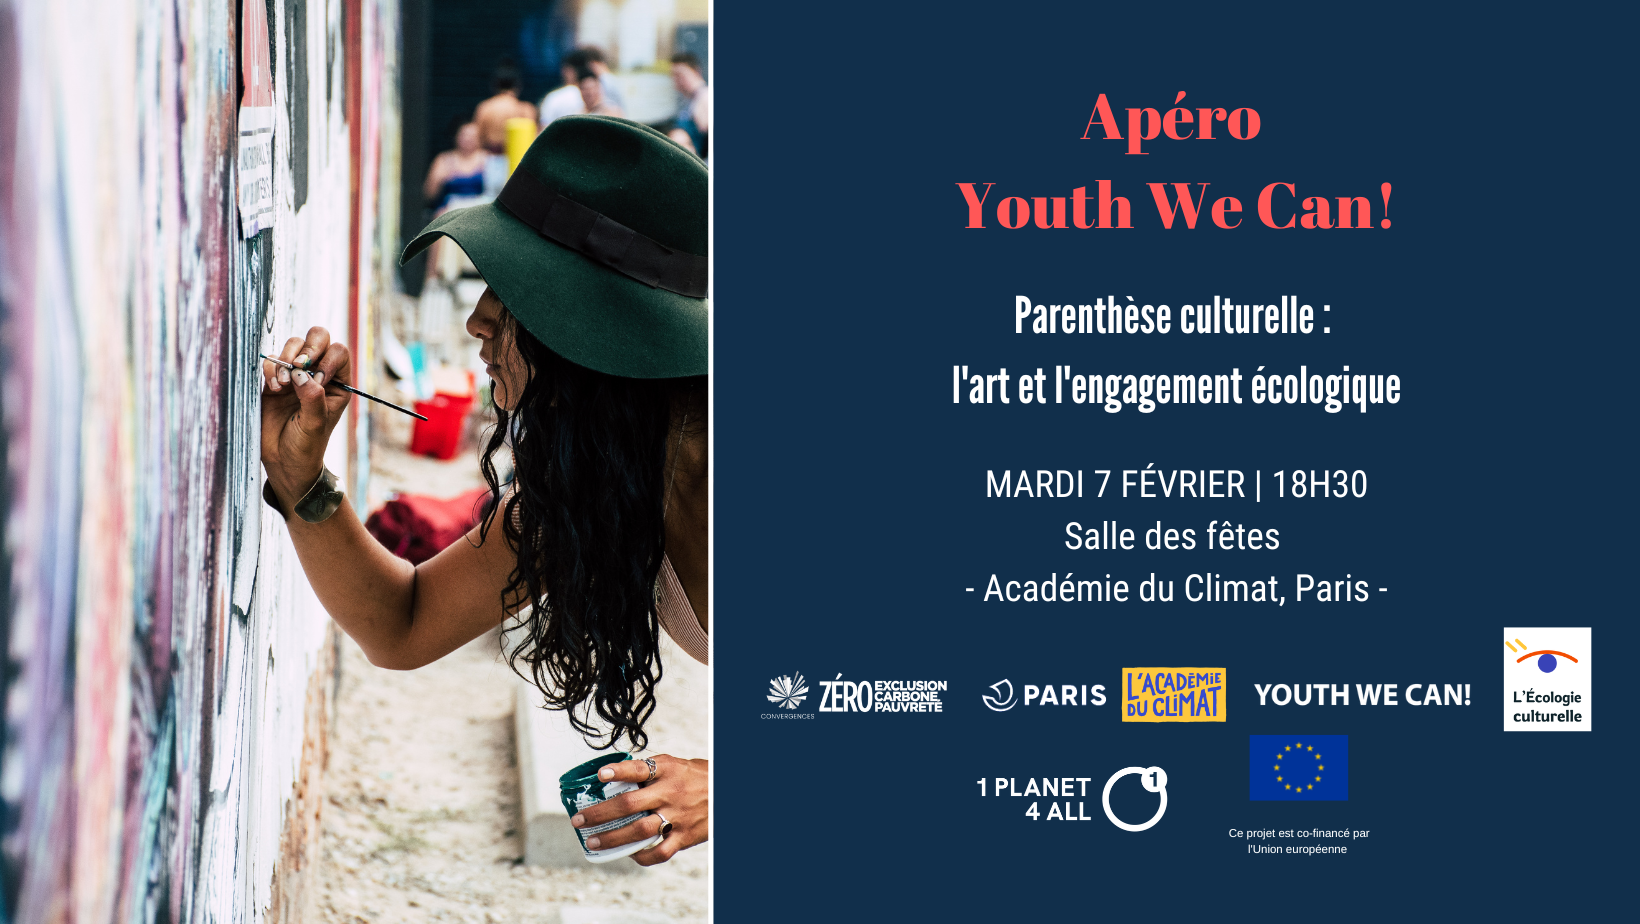 Apéro
Youth We Can!
Parenthèse culturelle :
l'art et l'engagement écologique
MARDI 7 FÉVRIER | 18H30
Salle des fêtes
- Académie du Climat, Paris -
CONVERGENCES
ZÉRO EXCLUSION
CARBONE
PAUVRETÉ
PARIS
L'ACADÉMIE
DU CLIMAT
YOUTH WE CAN!
L'Écologie
culturelle
1 PLANET
4 ALL
1
Ce projet est co-financé par
l'Union européenne